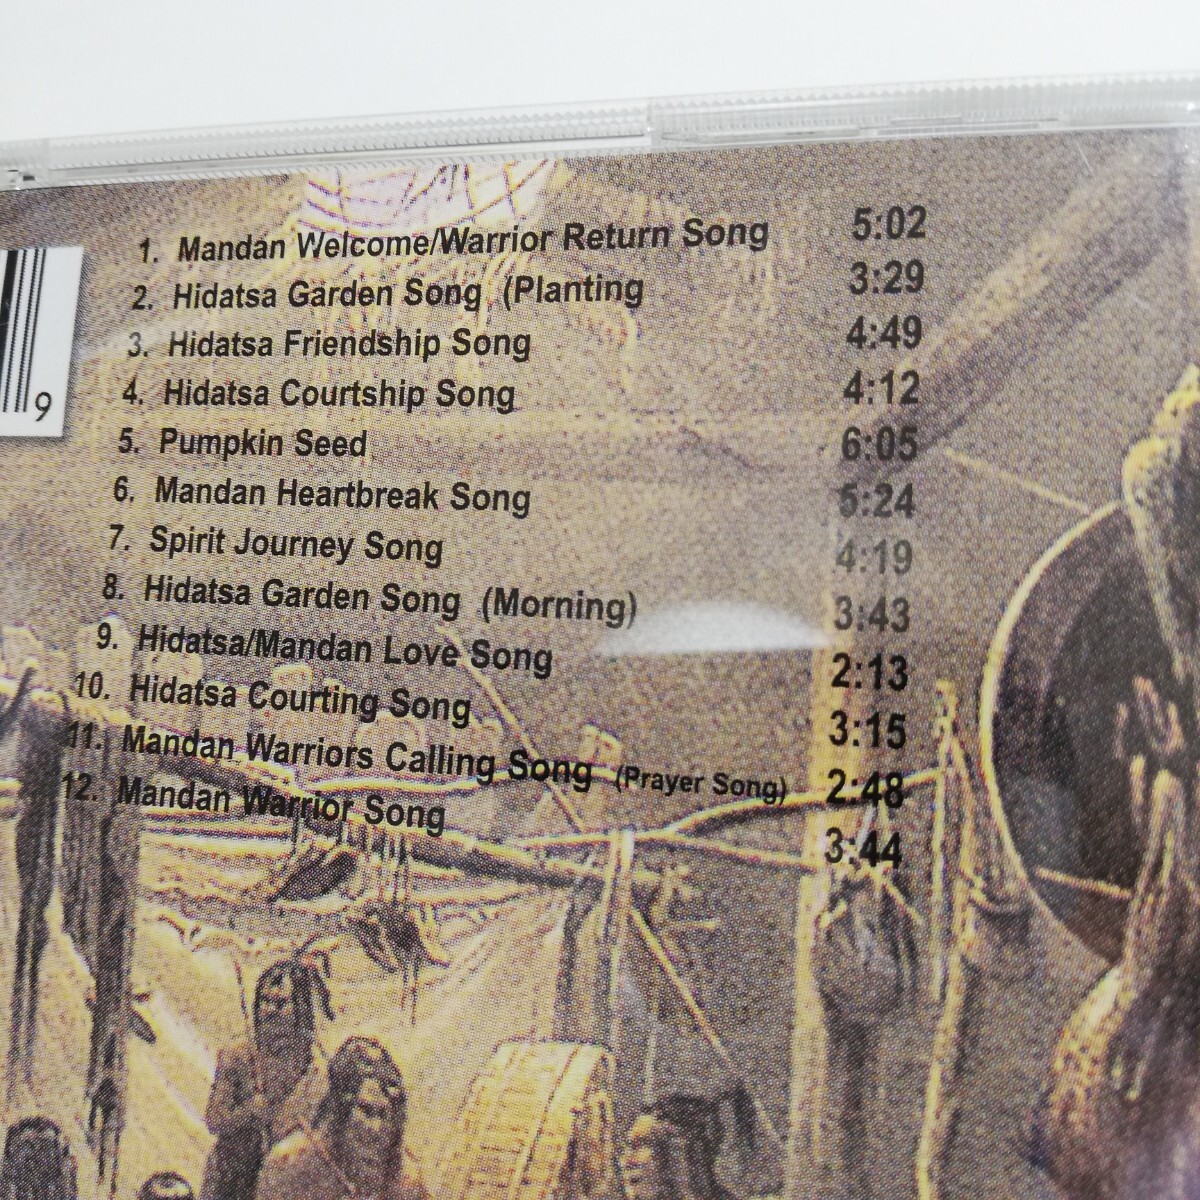 1. Mandan Welcome/Warrior Return Song 5:02
2. Hidatsa Garden Song (Planting 3:29
3. Hidatsa Friendship Song 4:49
4. Hidatsa Courtship Song 4:12
5. Pumpkin Seed 6:05
6. Mandan Heartbreak Song 5:24
7. Spirit Journey Song 4:19
8. Hidatsa Garden Song (Morning) 3:43
9. Hidatsa/Mandan Love Song 2:13
10. Hidatsa Courting Song 3:15
11. Mandan Warriors Calling Song (Prayer Song) 2:48
12. Mandan Warrior Song 3:44
9